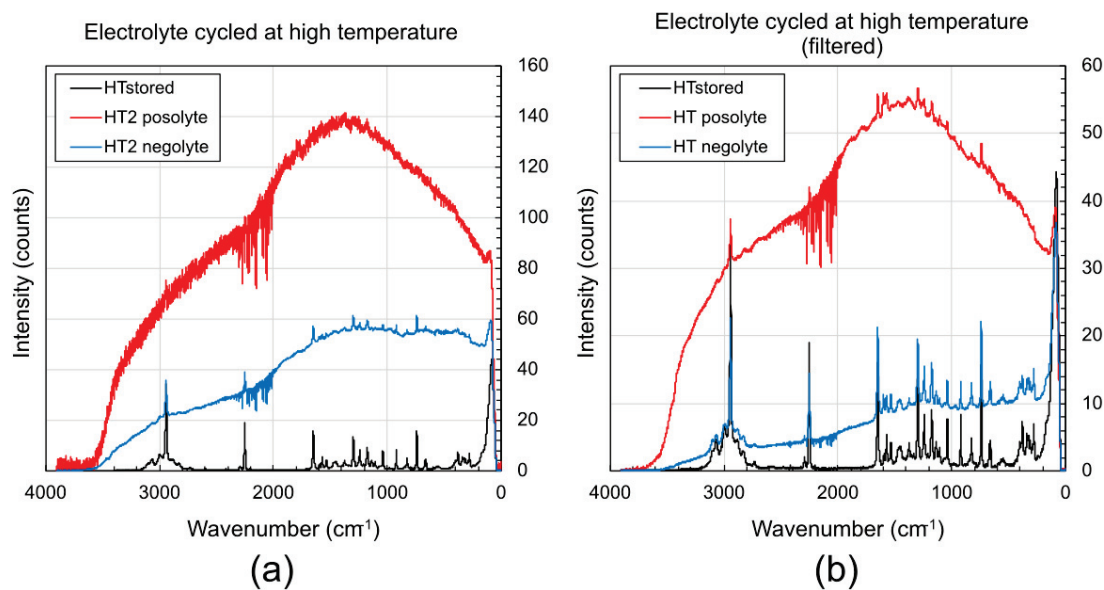 Electrolyte cycled at high temperature
HTstored
HT2 posolyte
HT2 negolyte
160
140
120
100
80
60
40
20
0
Intensity (counts)
4000
3000
2000
1000
0
Wavenumber (cm-1)
(a)
Electrolyte cycled at high temperature
(filtered)
HTstored
HT posolyte
HT negolyte
60
50
40
30
20
10
0
Intensity (counts)
4000
3000
2000
1000
0
Wavenumber (cm-1)
(b)